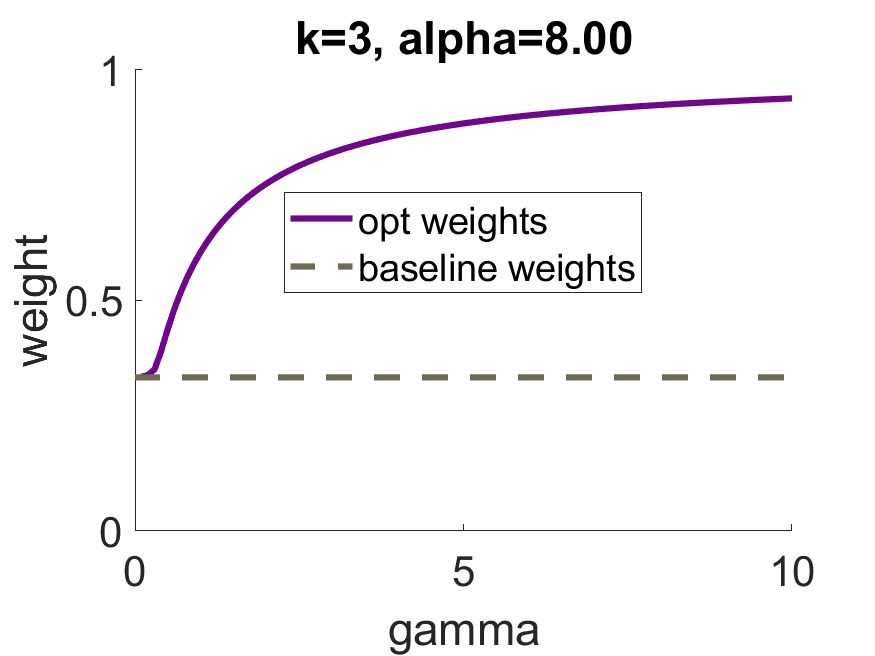 k=3, alpha=8.00
1
opt weights
baseline weights
weight
0.5
0
0
5
10
gamma